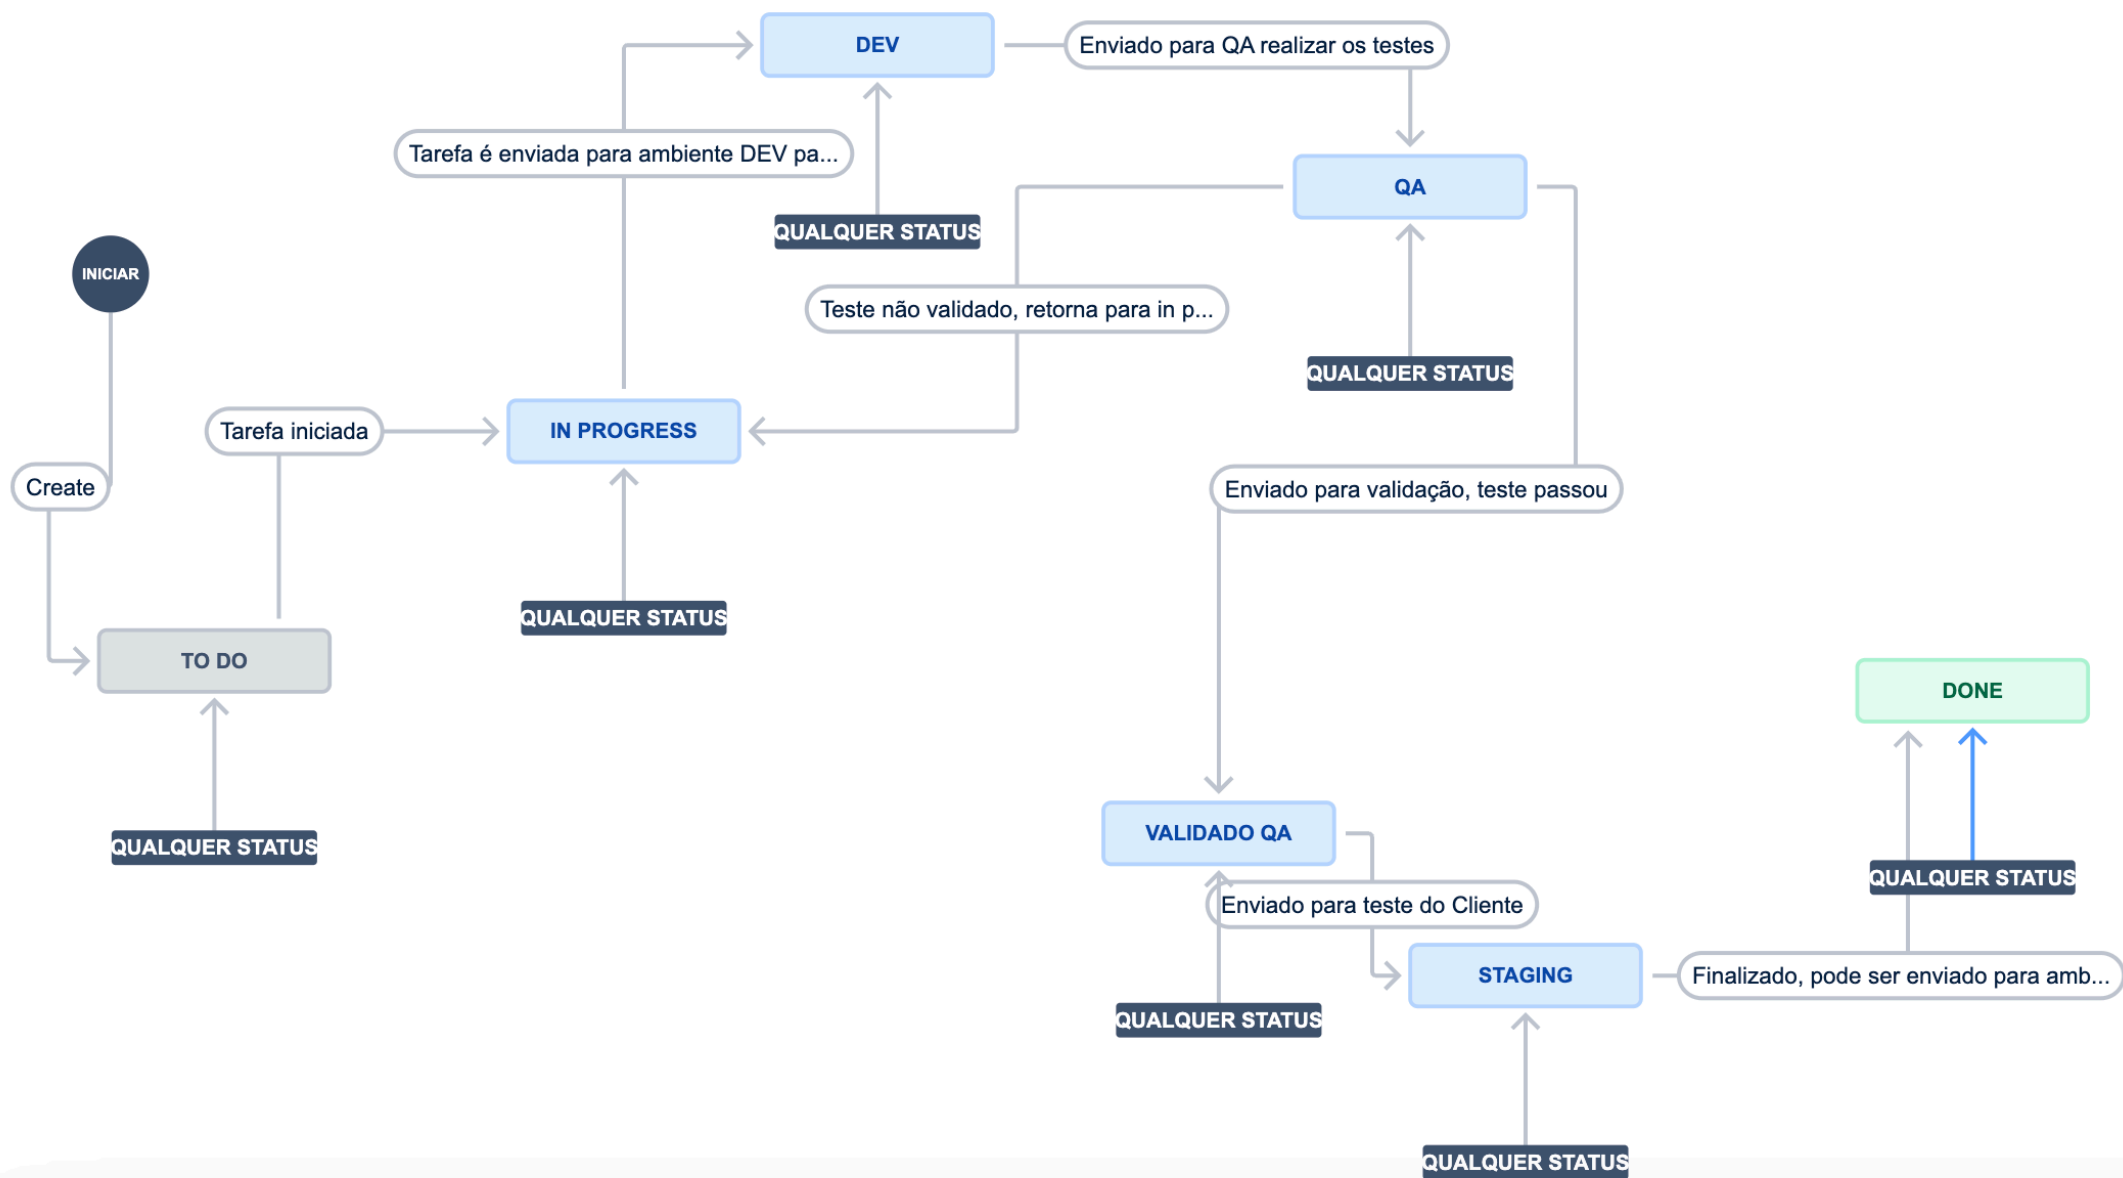 DEV
Enviado para QA realizar os testes
Tarefa é enviada para ambiente DEV pa...
QA
QUALQUER STATUS
INICIAR
Teste não validado, retorna para in p...
QUALQUER STATUS
Tarefa iniciada
IN PROGRESS
Create
Enviado para validação, teste passou
QUALQUER STATUS
TO DO
DONE
VALIDADO QA
QUALQUER STATUS
QUALQUER STATUS
Enviado para teste do Cliente
STAGING
Finalizado, pode ser enviado para amb...
QUALQUER STATUS
QUALQUER STATUS